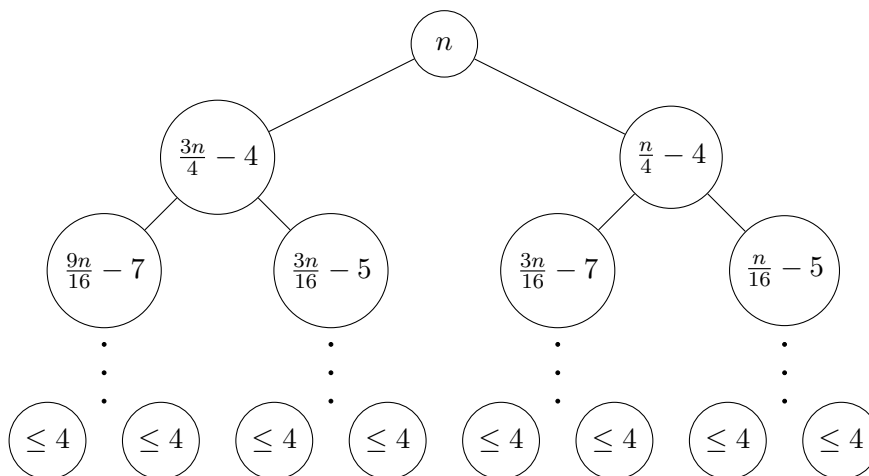 n
3n/4 − 4 n/4 − 4
9n/16 − 7 3n/16 − 5 3n/16 − 7 n/16 − 5
≤ 4 ≤ 4 ≤ 4 ≤ 4 ≤ 4 ≤ 4 ≤ 4 ≤ 4